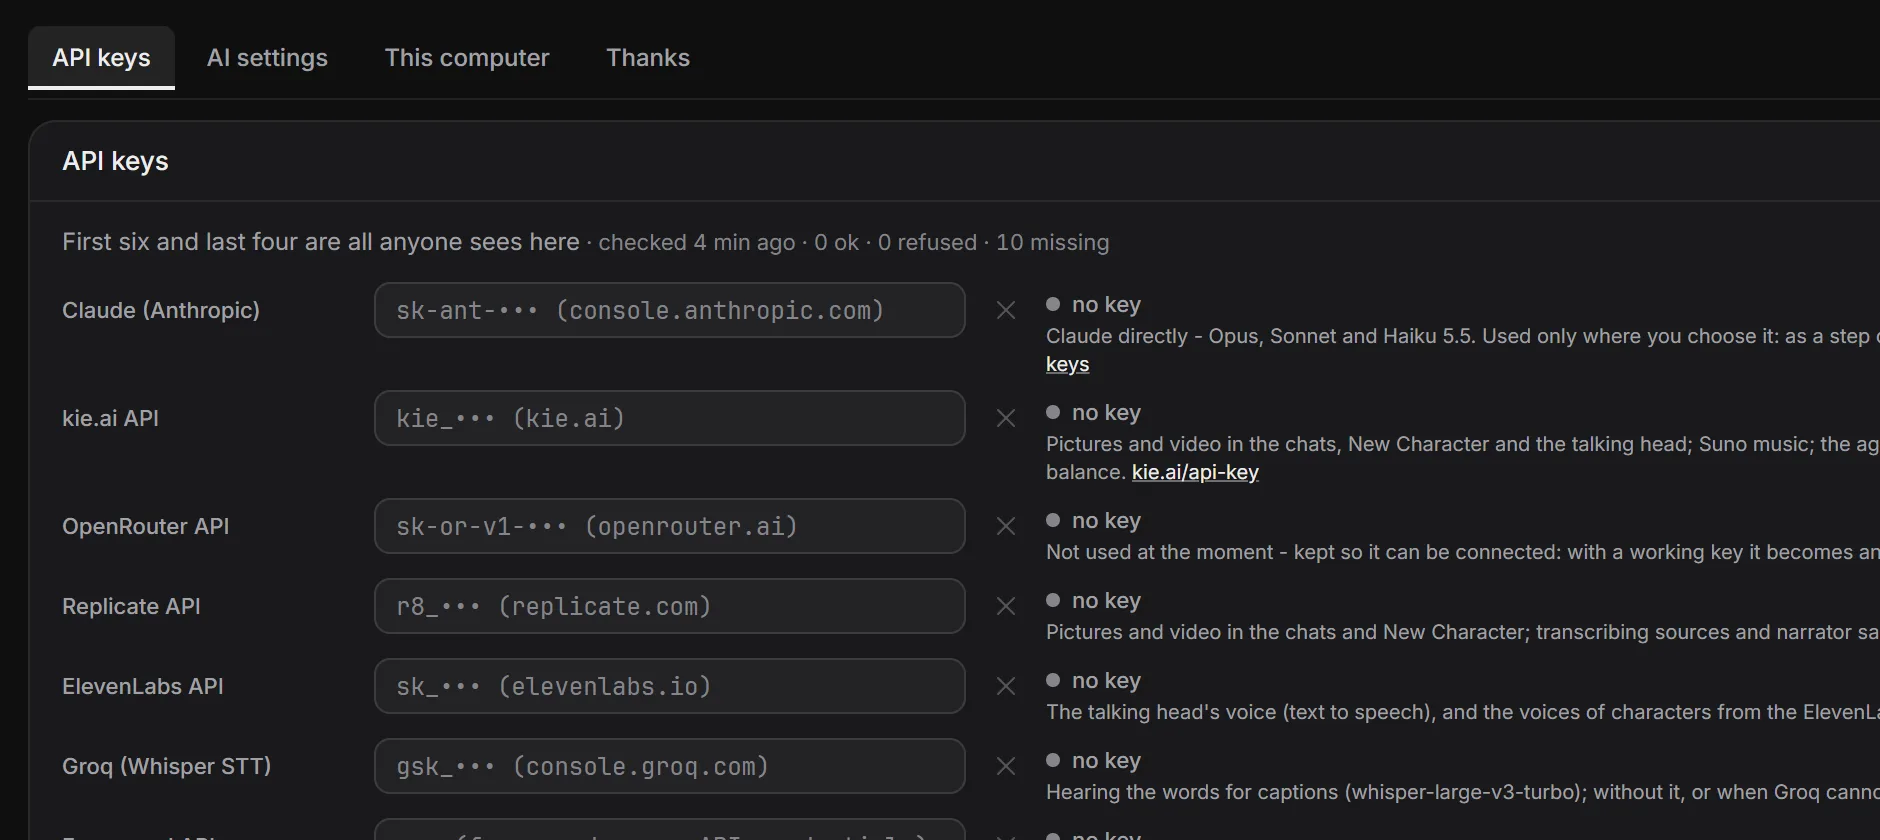 API keys
AI settings
This computer
Thanks
API keys
First six and last four are all anyone sees here · checked 4 min ago · 0 ok · 0 refused · 10 missing
Claude (Anthropic)
sk-ant-••• (console.anthropic.com)
no key
Claude directly - Opus, Sonnet and Haiku 5.5. Used only where you choose it: as a step
keys
kie.ai API
kie_••• (kie.ai)
no key
Pictures and video in the chats, New Character and the talking head; Suno music; the
balance. kie.ai/api-key
OpenRouter API
sk-or-v1-••• (openrouter.ai)
no key
Not used at the moment - kept so it can be connected: with a working key it becomes
Replicate API
r8_••• (replicate.com)
no key
Pictures and video in the chats and New Character; transcribing sources and narrator
ElevenLabs API
sk_••• (elevenlabs.io)
no key
The talking head's voice (text to speech), and the voices of characters from the
Groq (Whisper STT)
gsk_••• (console.groq.com)
no key
Hearing the words for captions (whisper-large-v3-turbo); without it, or when Groq
no key